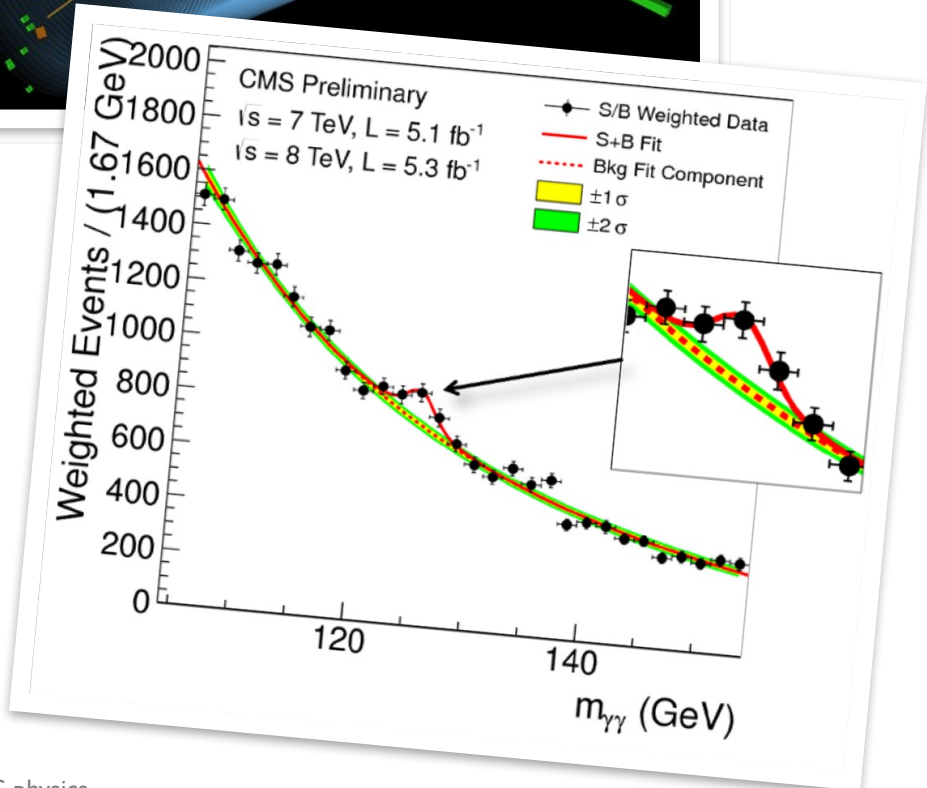 2000
1800
1600
1400
1200
1000
800
600
400
200
0
Weighted Events / (1.67 GeV)
CMS Preliminary
√s = 7 TeV, L = 5.1 fb⁻¹
√s = 8 TeV, L = 5.3 fb⁻¹
S/B Weighted Data
S+B Fit
Bkg Fit Component
±1 σ
±2 σ
120
140
mγγ (GeV)
physics